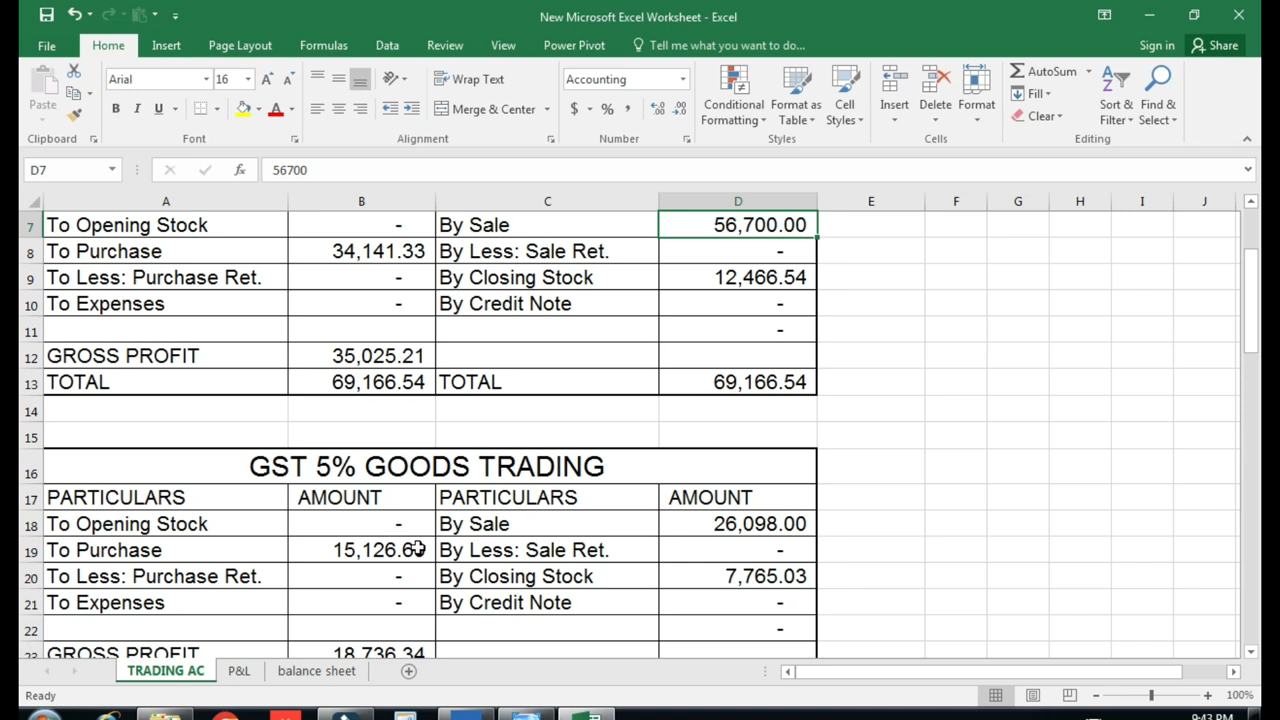 New Microsoft Excel Worksheet - Excel
File Home Insert Page Layout Formulas Data Review View Power Pivot Tell me what you want to do... Sign in Share
Arial 16 Wrap Text Accounting AutoSum
Paste B I U Merge & Center $ % , Conditional Formatting Format as Table Cell Styles Insert Delete Format Fill Clear Sort & Filter Find & Select
Clipboard Font Alignment Number Styles Cells Editing
D7 fx 56700
A B C D E F G H I J
7 To Opening Stock - By Sale 56,700.00
8 To Purchase 34,141.33 By Less: Sale Ret. -
9 To Less: Purchase Ret. - By Closing Stock 12,466.54
10 To Expenses - By Credit Note -
11 -
12 GROSS PROFIT 35,025.21
13 TOTAL 69,166.54 TOTAL 69,166.54
14
15
16 GST 5% GOODS TRADING
17 PARTICULARS AMOUNT PARTICULARS AMOUNT
18 To Opening Stock - By Sale 26,098.00
19 To Purchase By Less: Sale Ret. -
20 To Less: Purchase Ret. - By Closing Stock 7,765.03
21 To Expenses - By Credit Note -
22 -
23 GROSS PROFIT 18,736.34
TRADING AC P&L balance sheet
Ready 100%
9:43 PM